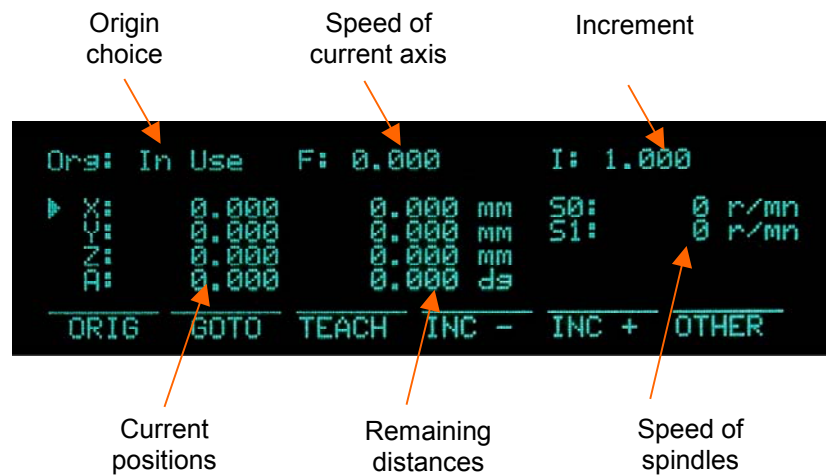 Origin choice
Speed of current axis
Increment
Org: In Use F: 0.000 I: 1.000
X: 0.000 0.000 mm S0: 0 r/mn
Y: 0.000 0.000 mm S1: 0 r/mn
Z: 0.000 0.000 mm
A: 0.000 0.000 dg
ORIG GOTO TEACH INC - INC + OTHER
Current positions
Remaining distances
Speed of spindles